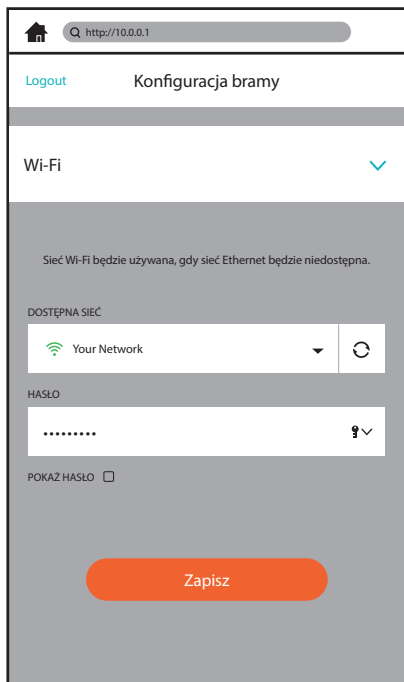 http://10.0.0.1
Logout Konfiguracja bramy
Wi-Fi
Sieć Wi-Fi będzie używana, gdy sieć Ethernet będzie niedostępna.
DOSTĘPNA SIEĆ
Your Network
HASŁO
•••••••••
POKAŻ HASŁO
Zapisz